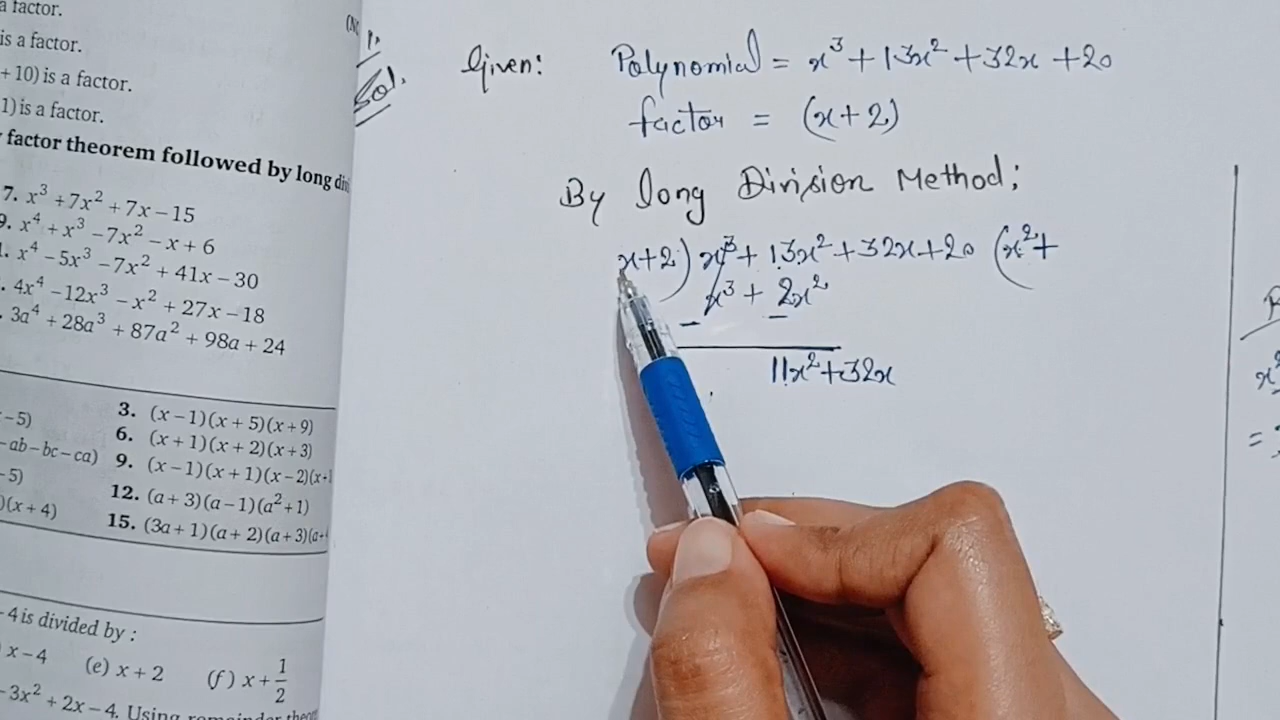 a factor.
is a factor.
+ 10) is a factor.
1) is a factor.
factor theorem followed by long
7. x³ + 7x² + 7x − 15
9. x⁴ + x³ − 7x² − x + 6
. x⁴ − 5x³ − 7x² + 41x − 30
. 4x⁴ − 12x³ − x² + 27x − 18
. 3a⁴ + 28a³ + 87a² + 98a + 24
−5) 3. (x − 1)(x + 5)(x + 9)
−ab − bc − ca) 6. (x + 1)(x + 2)(x + 3)
−5) 9. (x − 1)(x + 1)(x − 2)(x+
)(x + 4) 12. (a + 3)(a − 1)(a² + 1)
15. (3a + 1)(a + 2)(a + 3)(a+
− 4 is divided by :
x − 4 (e) x + 2 (f) x + 1/2
− 3x² + 2x − 4. Using
1.
Sol.
Given: Polynomial = x³ + 13x² + 32x + 20
factor = (x + 2)
By long Division Method;
x+2) x³ + 13x² + 32x + 20 (x² +
x³ + 2x²
− −
11x² + 32x
x²
=